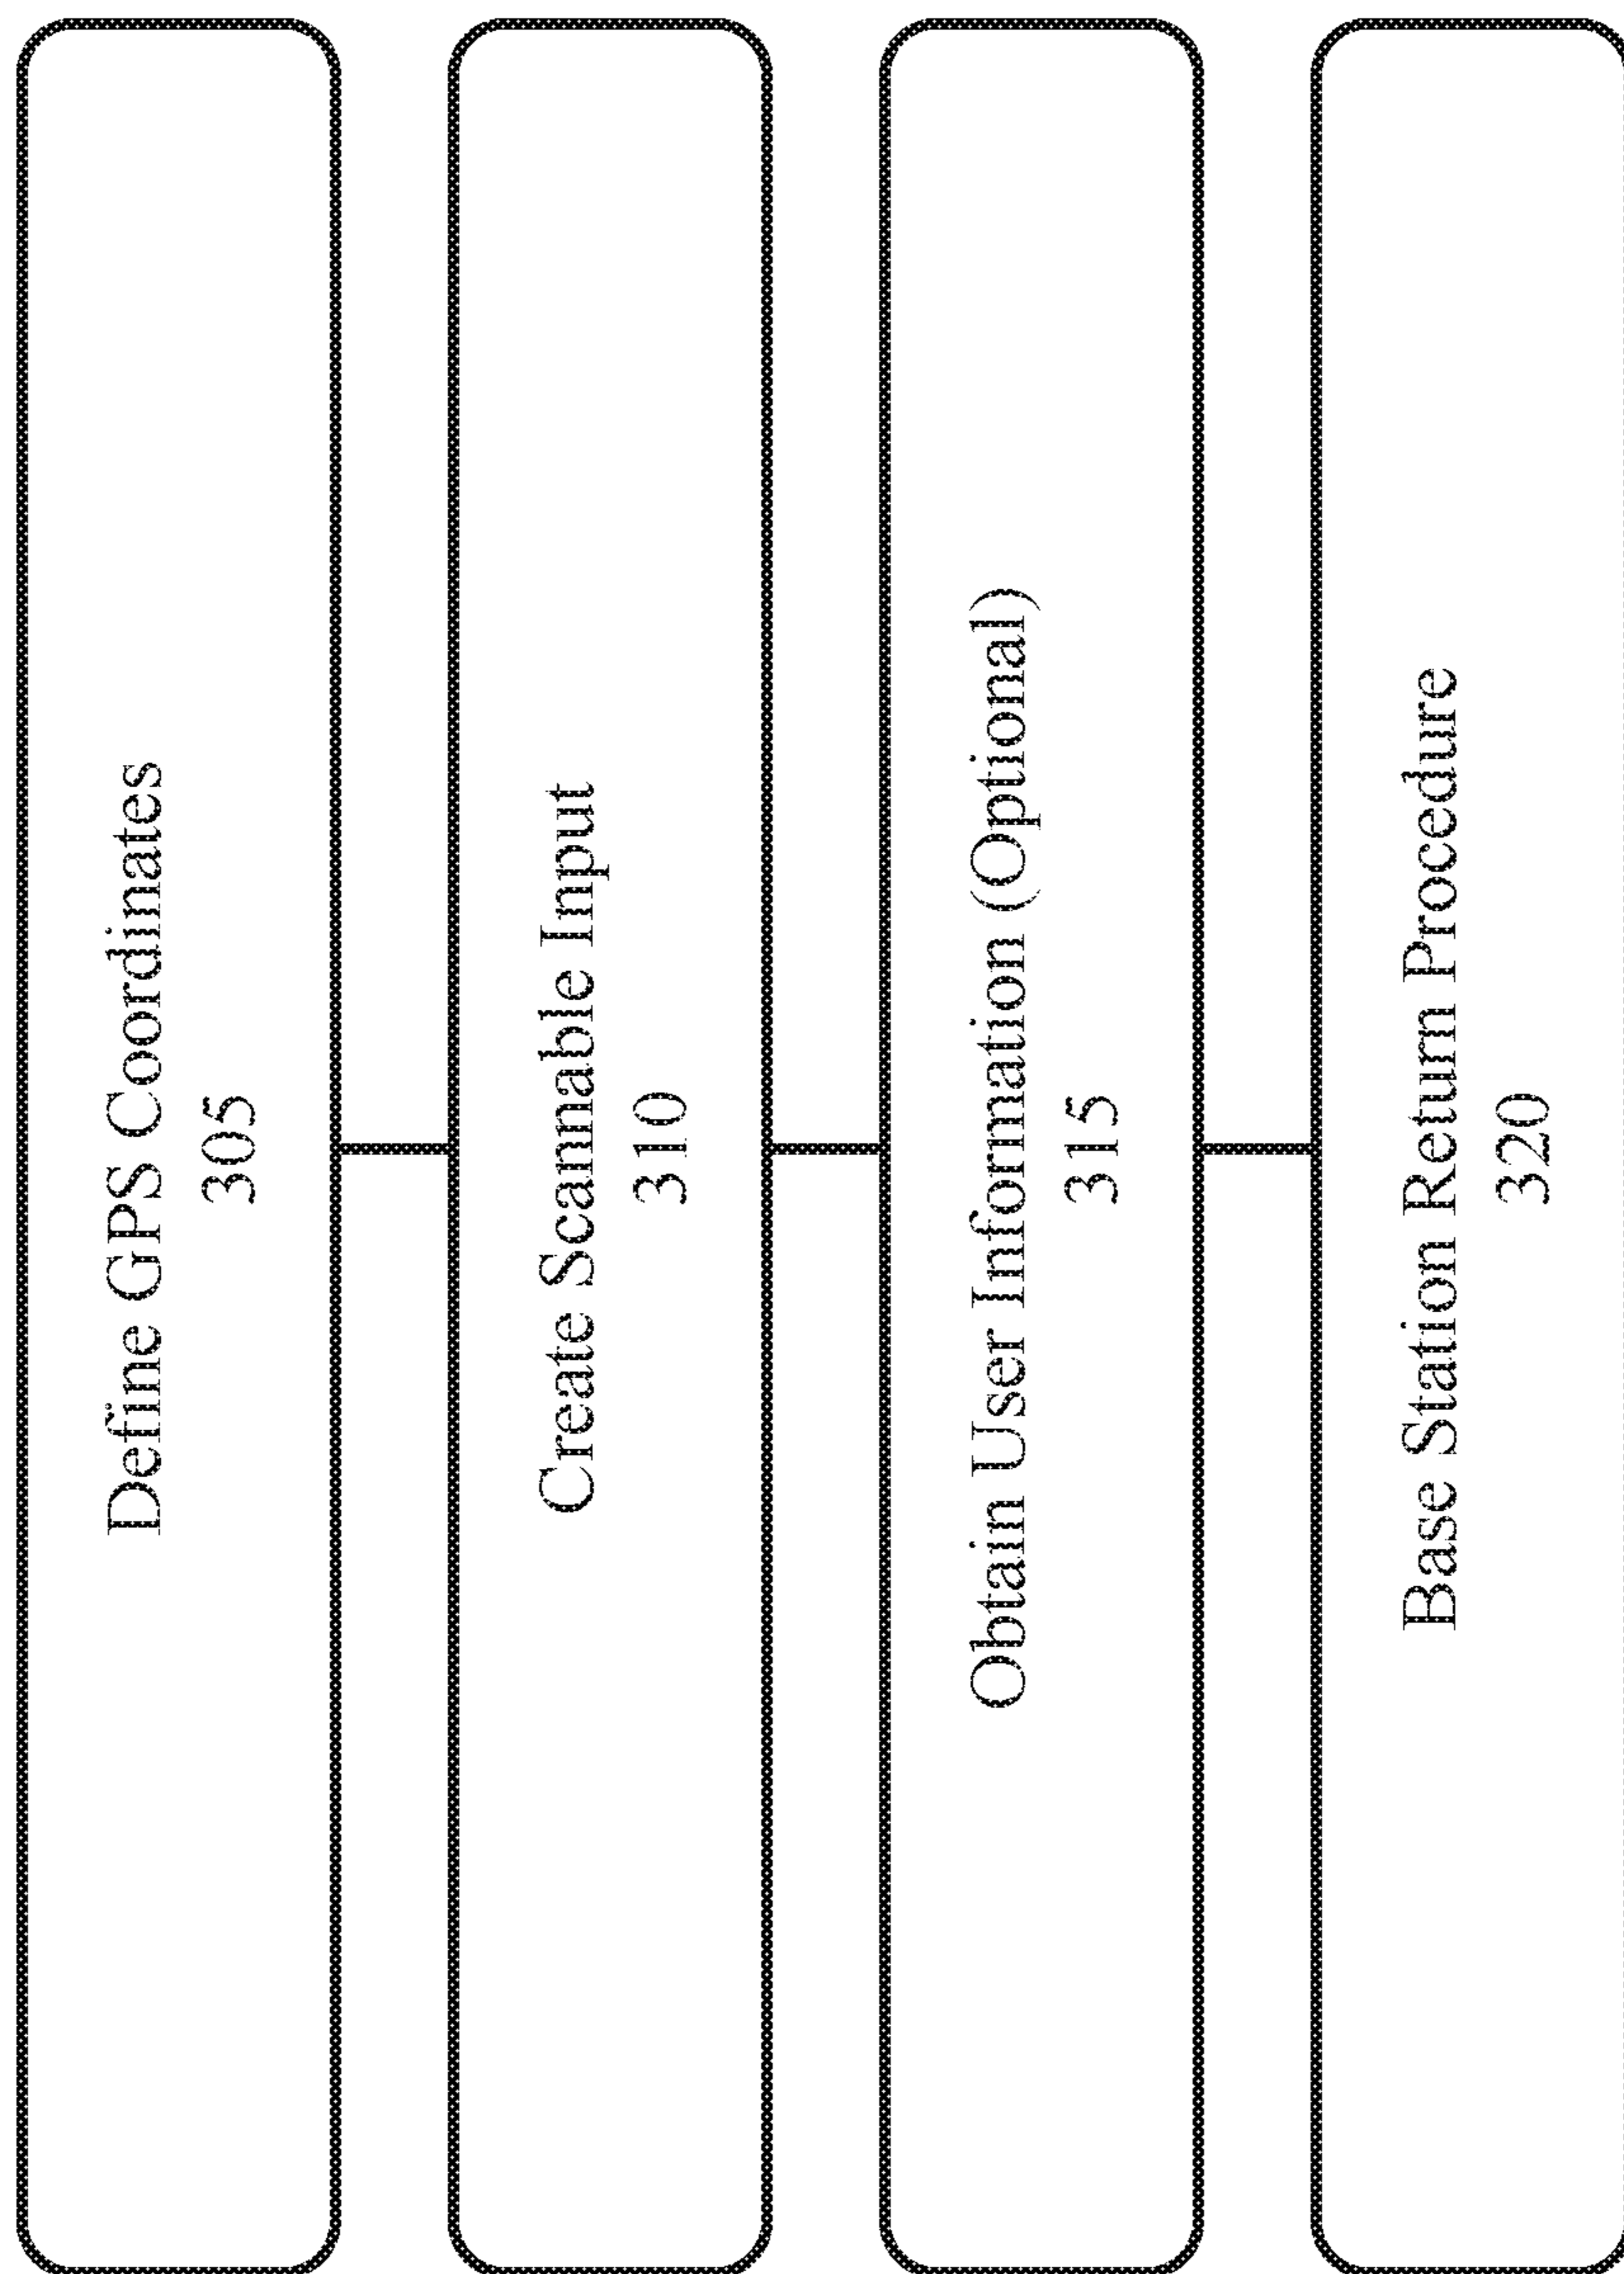 Define GPS Coordinates
305
Create Scannable Input
310
Obtain User Information (Optional)
315
Base Station Return Procedure
320